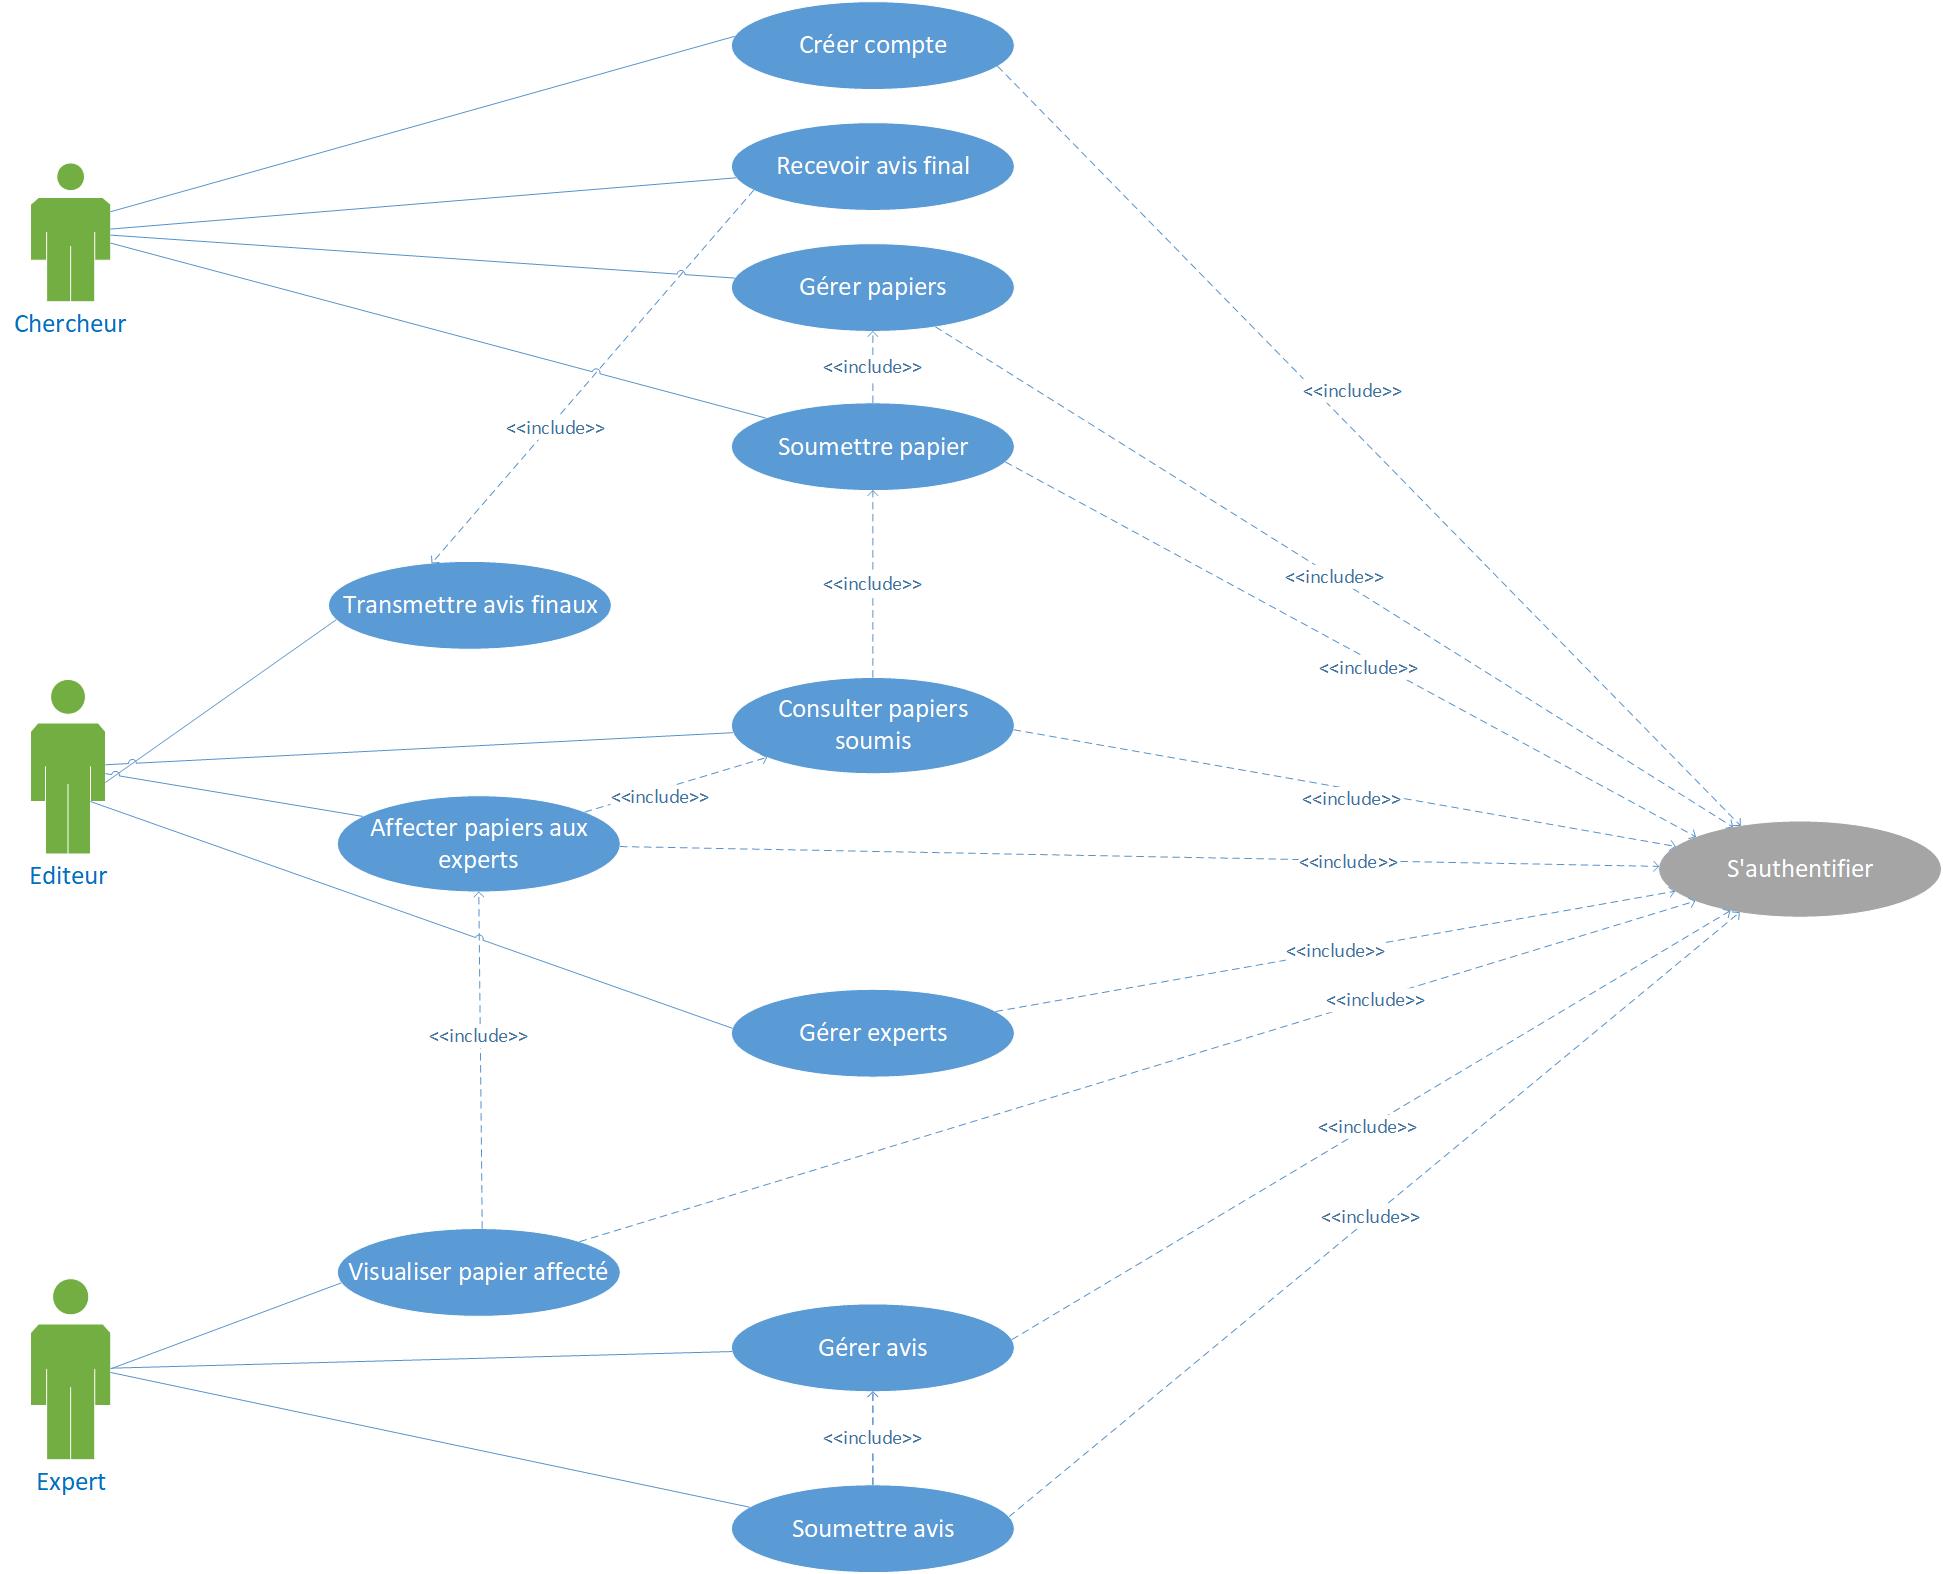 Créer compte
Recevoir avis final
Gérer papiers
Chercheur
<<include>>
<<include>>
<<include>>
Soumettre papier
<<include>>
<<include>>
<<include>>
Transmettre avis finaux
<<include>>
Consulter papiers
soumis
<<include>>
<<include>>
Affecter papiers aux
experts
<<include>>
S'authentifier
Editeur
<<include>>
<<include>>
Gérer experts
<<include>>
<<include>>
<<include>>
Visualiser papier affecté
Gérer avis
<<include>>
Expert
Soumettre avis